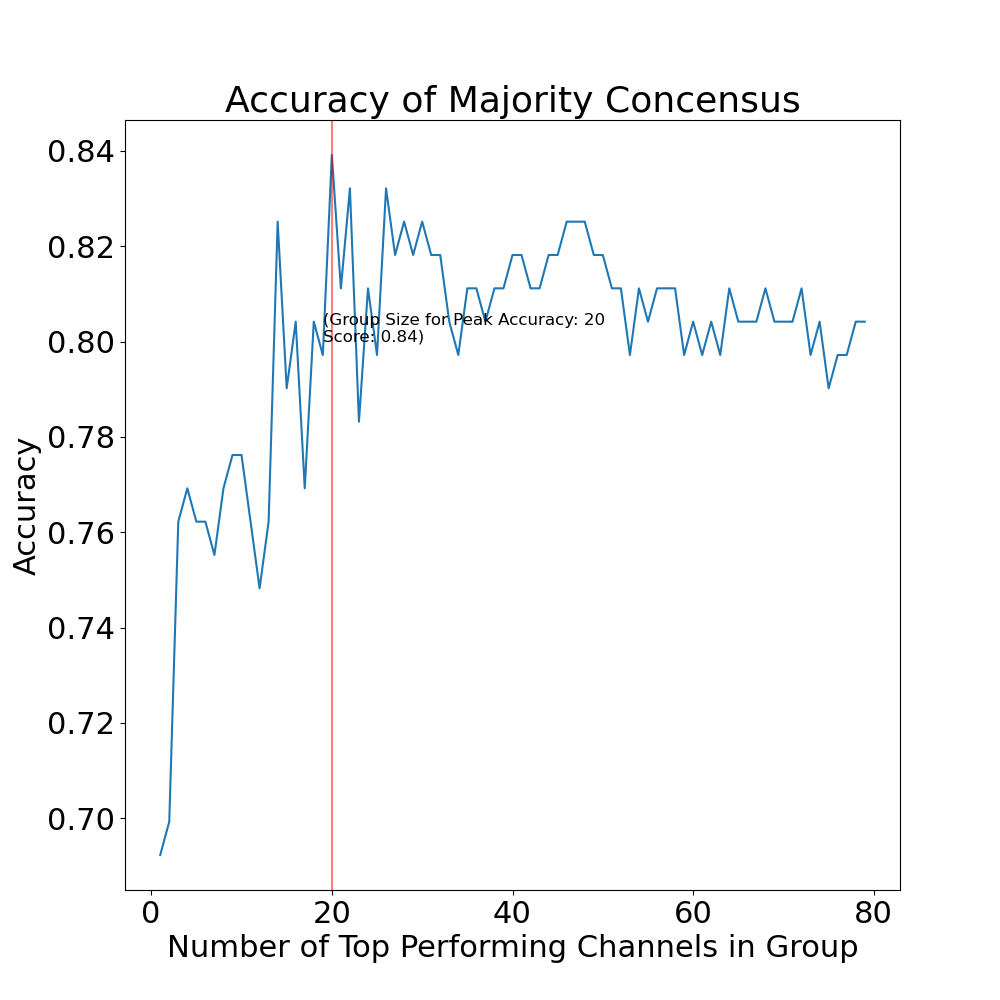 Accuracy of Majority Concensus
0.84
0.82
0.80
0.78
0.76
0.74
0.72
0.70
Accuracy
(Group Size for Peak Accuracy: 20
Score: 0.84)
0 20 40 60 80
Number of Top Performing Channels in Group